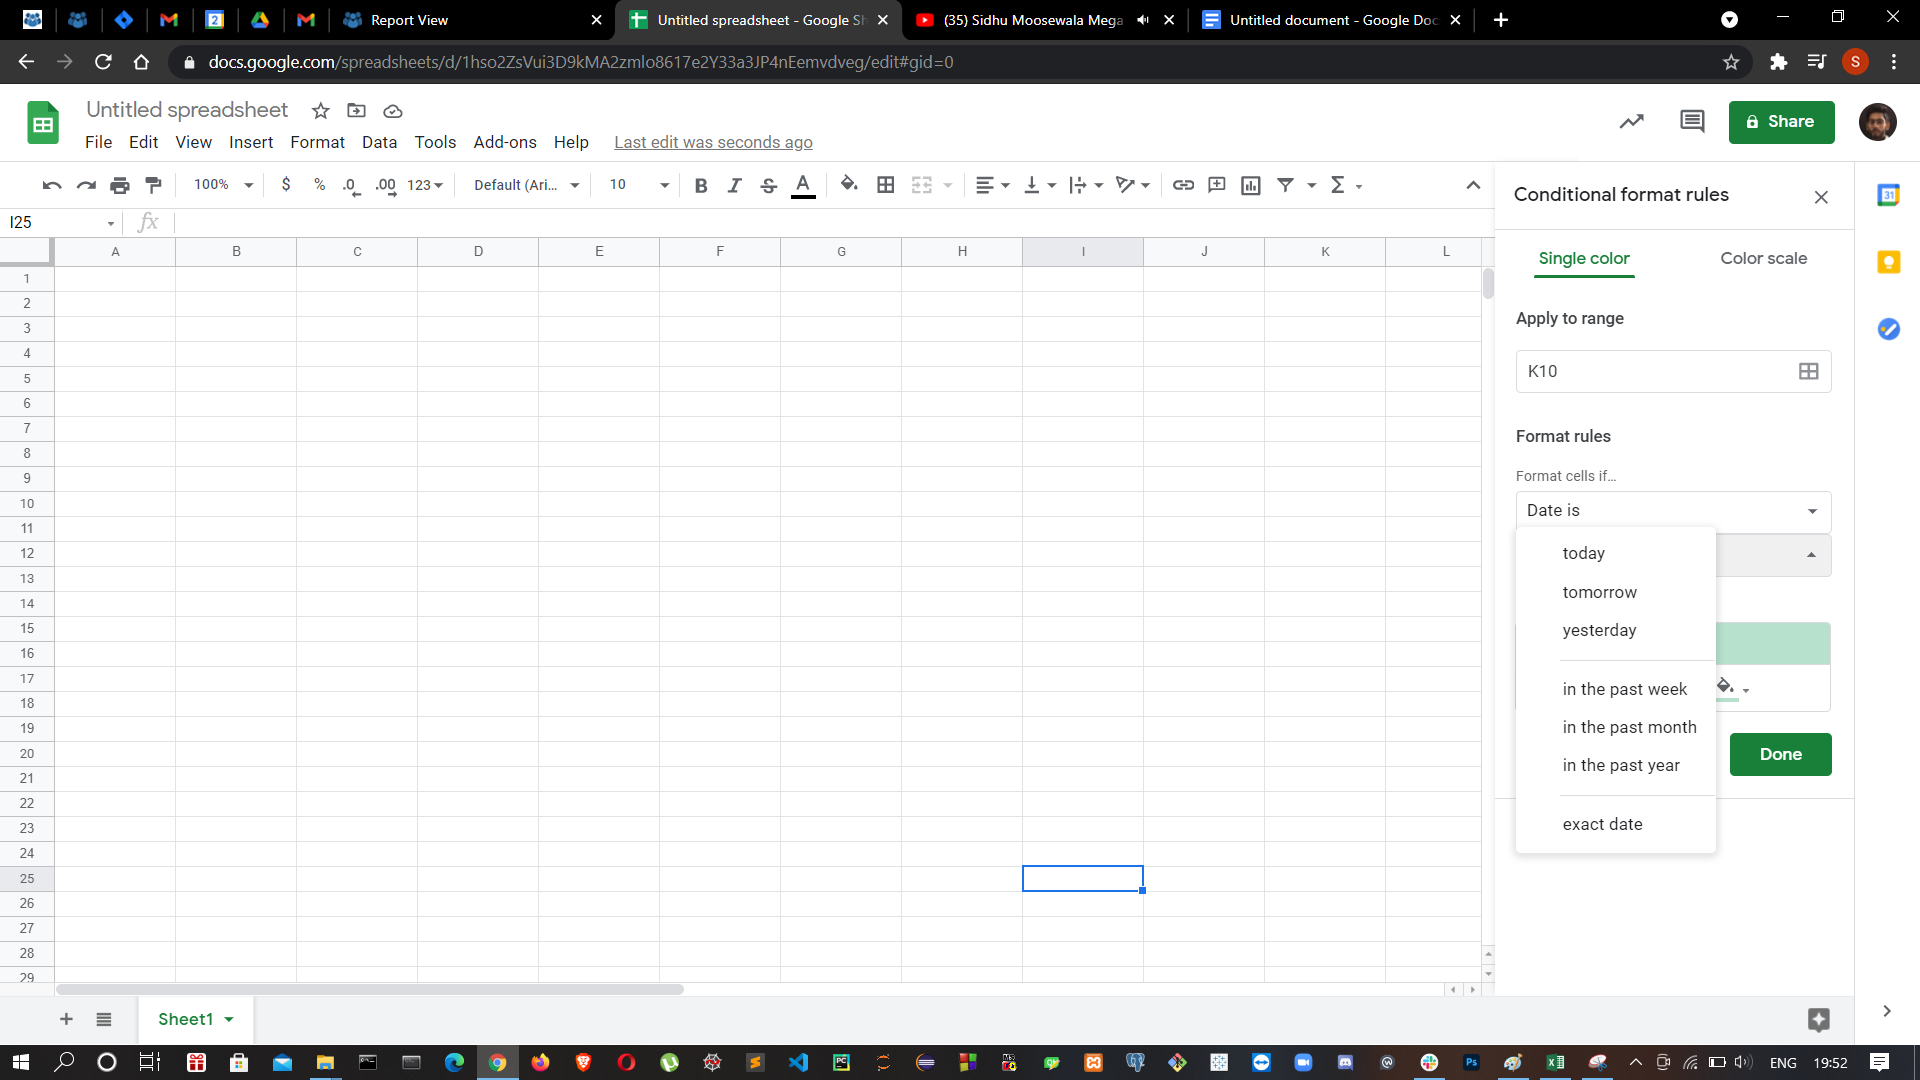 Report View
Untitled spreadsheet - Google Sh
(35) Sidhu Moosewala Mega
Untitled document - Google Doc
docs.google.com/spreadsheets/d/1hso2ZsVui3D9kMA2zmlo8617e2Y33a3JP4nEemvdveg/edit#gid=0
S
Untitled spreadsheet
File Edit View Insert Format Data Tools Add-ons Help Last edit was seconds ago
Share
100% $ % .0 .00 123 Default (Ari... 10 B I S A Σ
Conditional format rules
I25 fx
A B C D E F G H I J K L
Single color Color scale
1
2
3
4
5
6
7
8
9
10
11
12
13
14
15
16
17
18
19
20
21
22
23
24
25
26
27
28
29
Apply to range
K10
Format rules
Format cells if…
Date is
today
tomorrow
yesterday
in the past week
in the past month
in the past year
exact date
Done
Sheet1
ENG 19:52